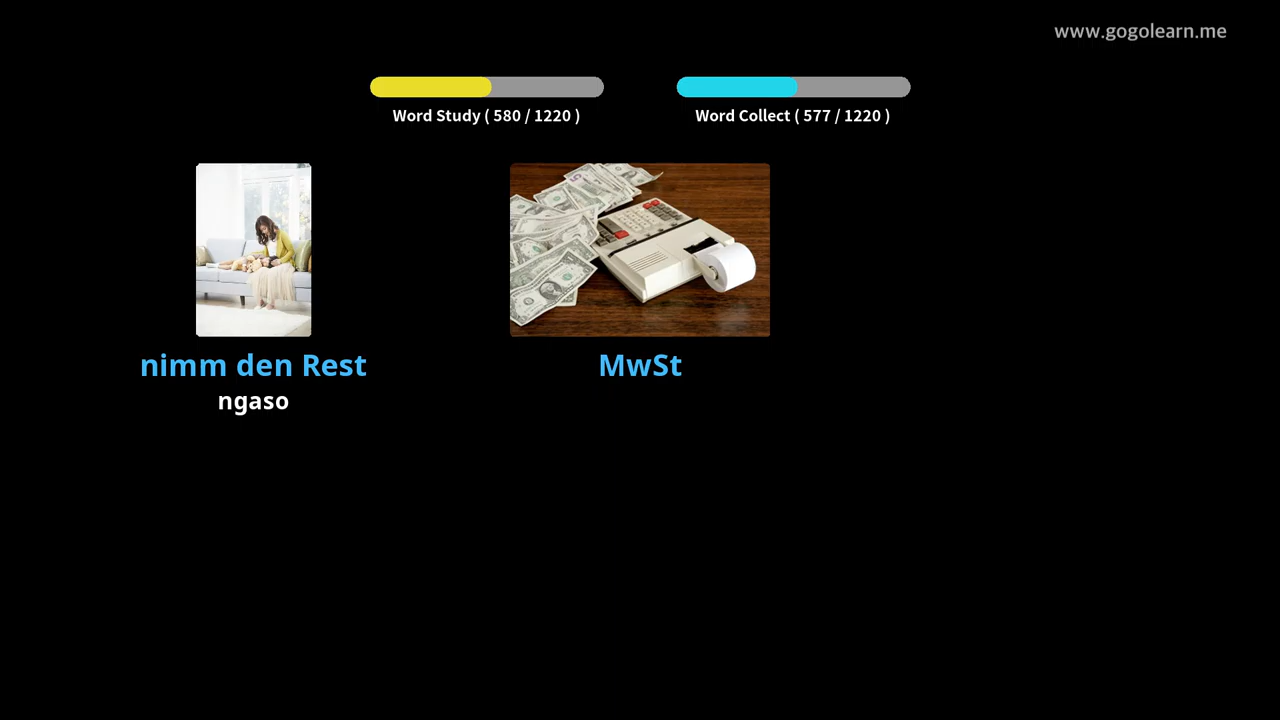 www.gogolearn.me
Word Study ( 580 / 1220 )
Word Collect ( 577 / 1220 )
nimm den Rest
ngaso
MwSt